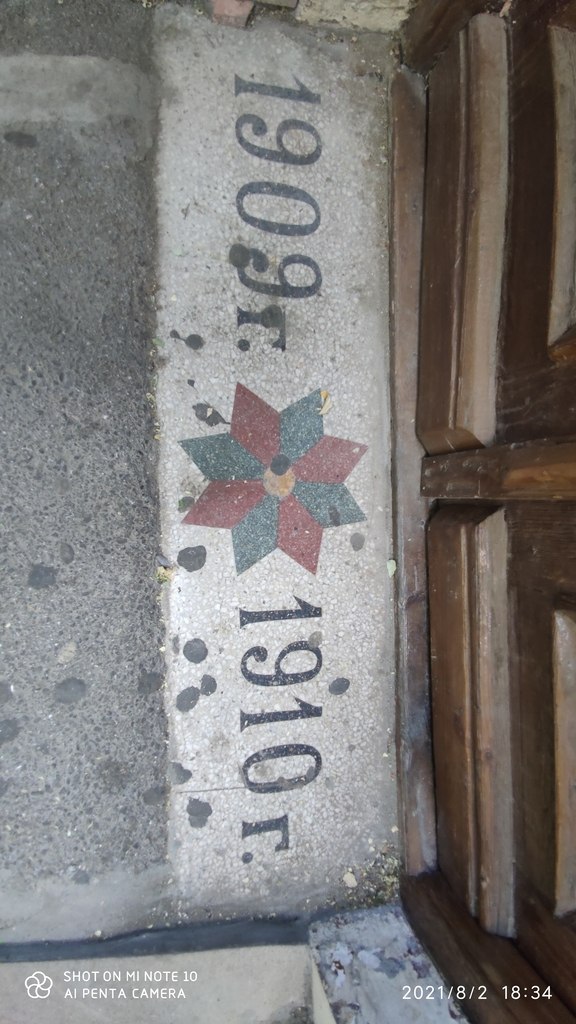 1909г. 1910г.
SHOT ON MI NOTE 10
AI PENTA CAMERA
2021/8/2 18:34